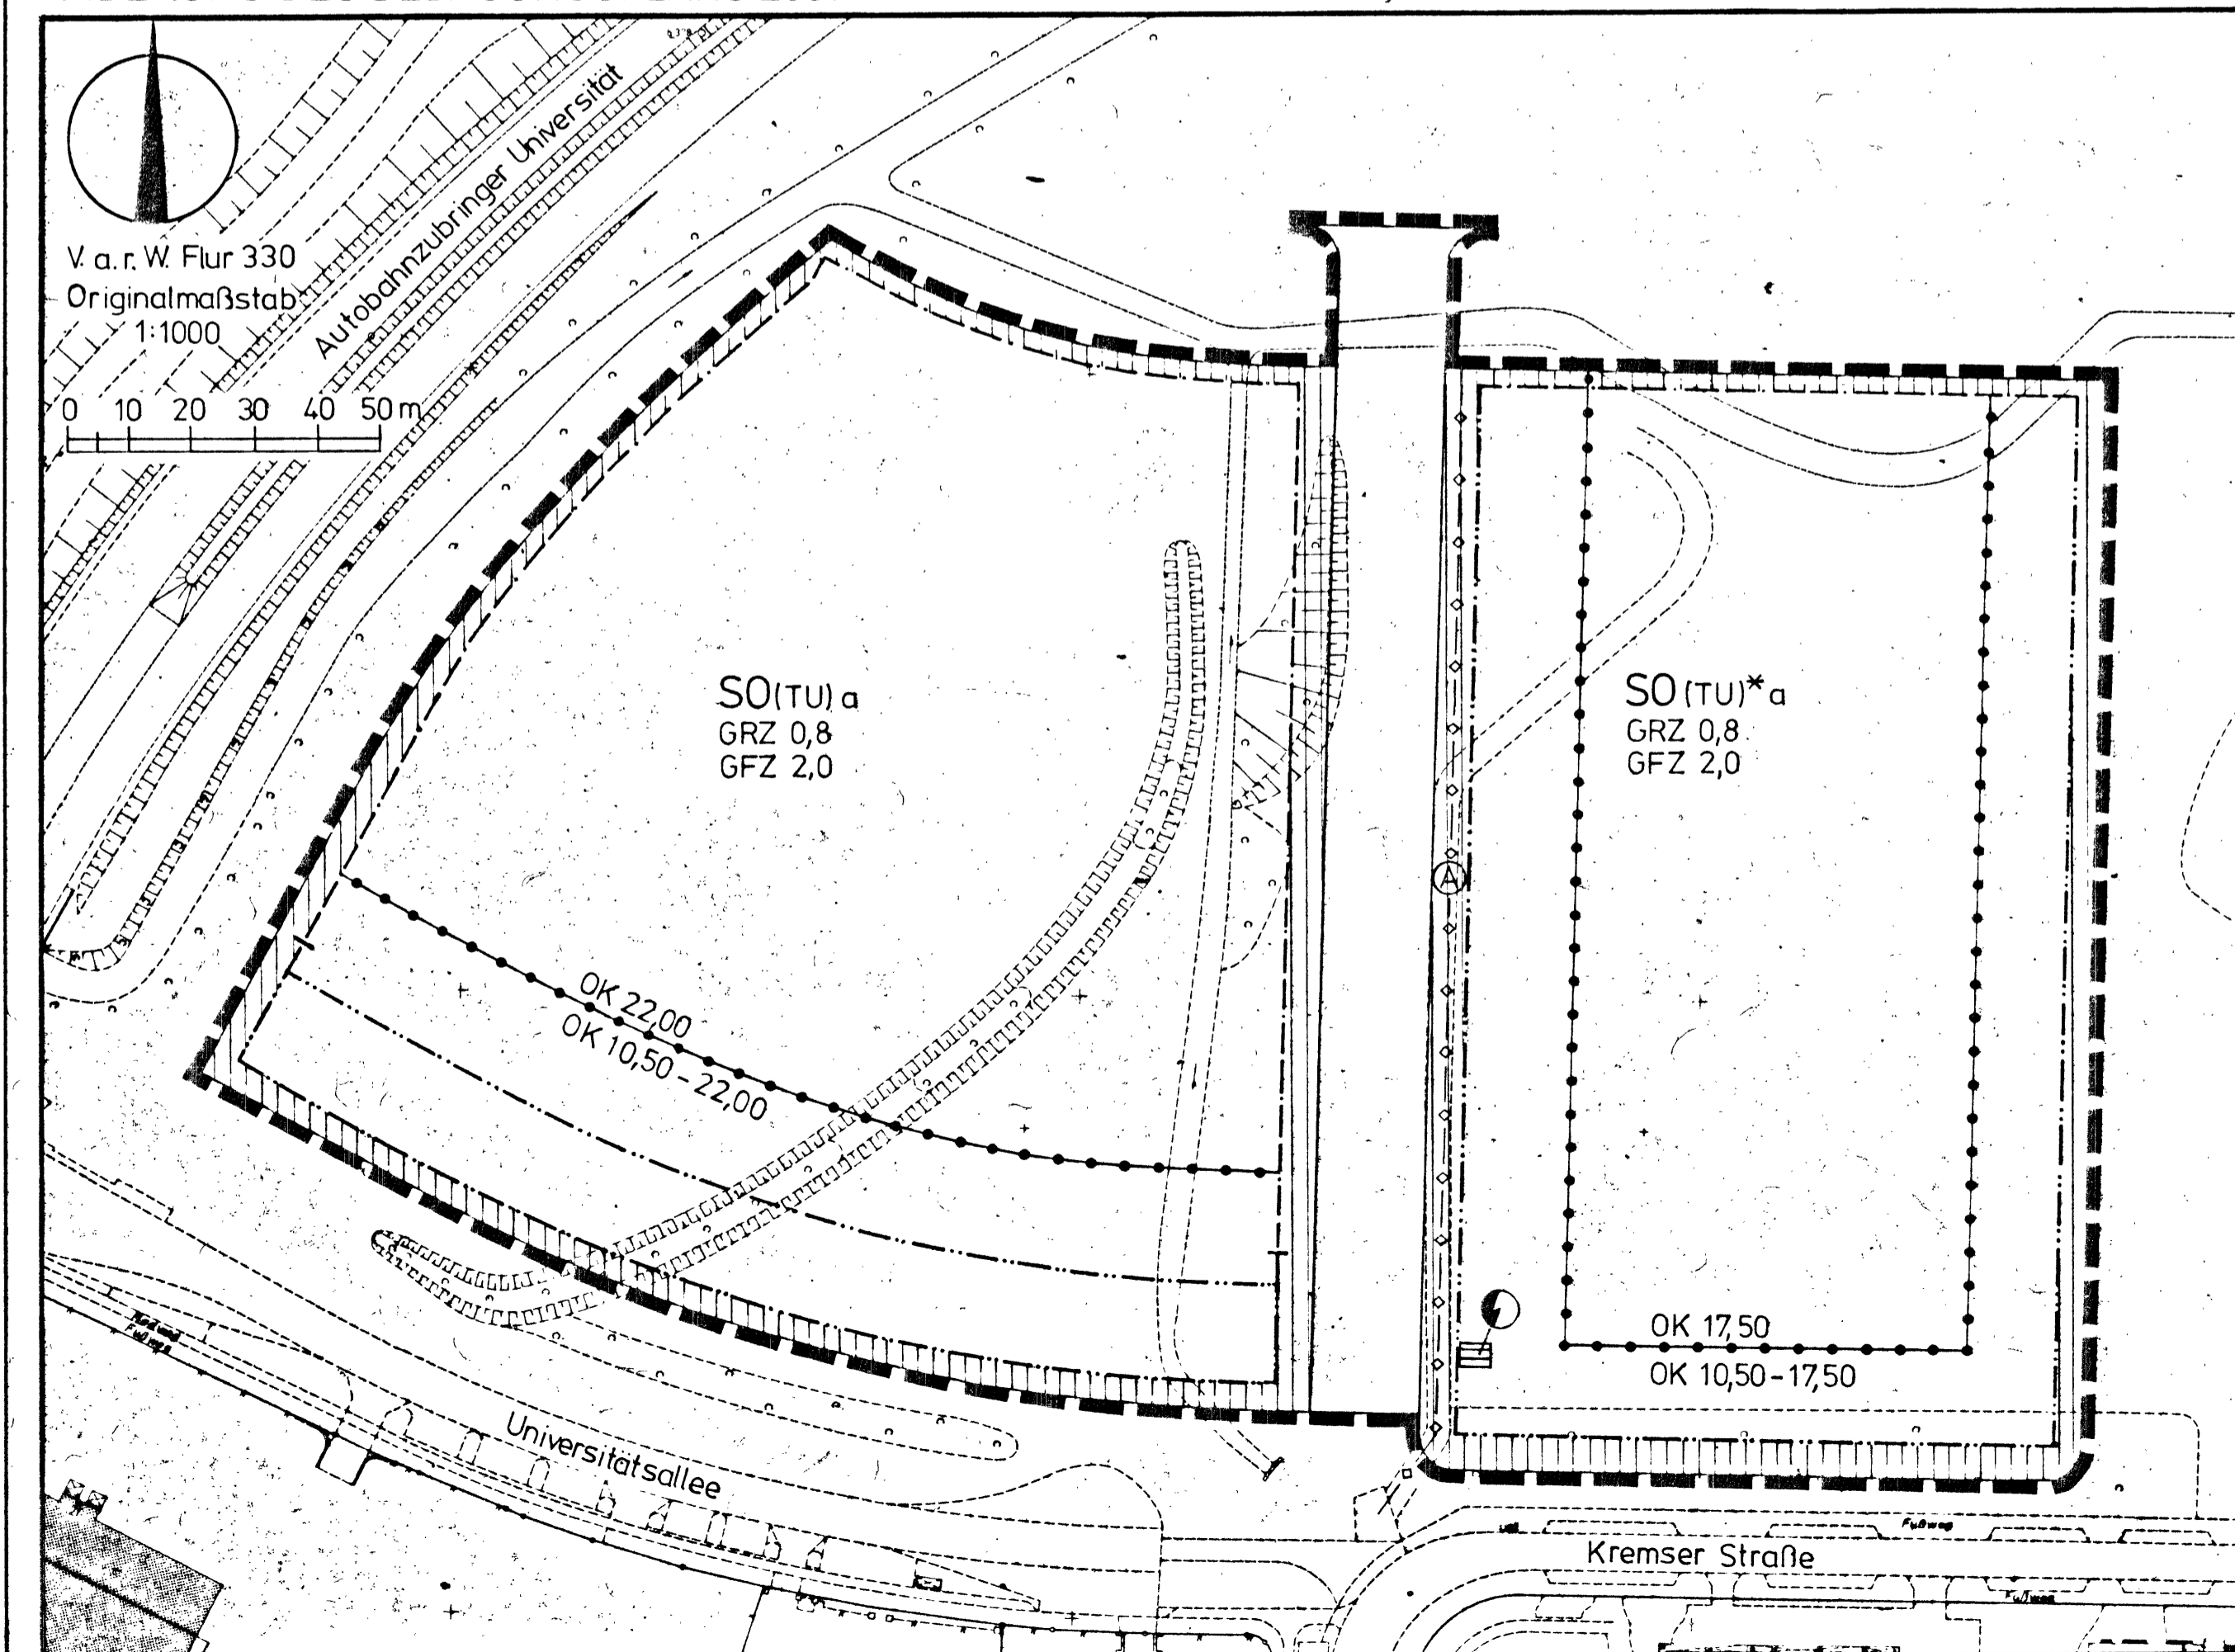 V. a. r. W. Flur 330
Originalmaßstab
1:1000
0 10 20 30 40 50 m
Autobahnzubringer Universität
SO(TU) a
GRZ 0,8
GFZ 2,0
SO(TU)* a
GRZ 0,8
GFZ 2,0
A
OK 22,00
OK 10,50-22,00
OK 17,50
OK 10,50-17,50
Radweg
Fußweg
Universitätsallee
Fußweg
Kremser Straße
Fußweg